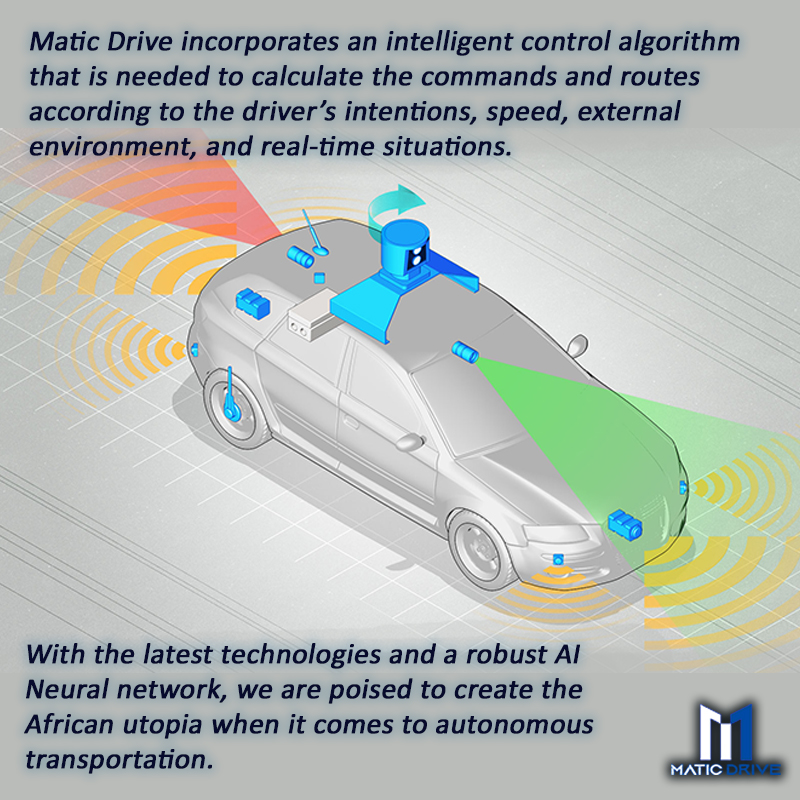 Matic Drive incorporates an intelligent control algorithm
that is needed to calculate the commands and routes
according to the driver’s intentions, speed, external
environment, and real-time situations.
With the latest technologies and a robust AI
Neural network, we are poised to create the
African utopia when it comes to autonomous
transportation.
MATIC DRIVE